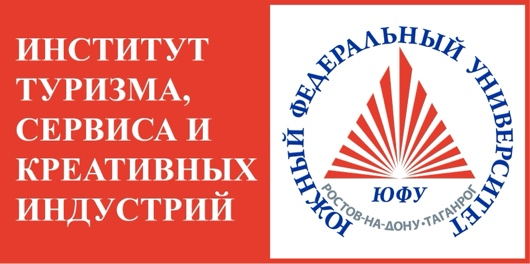 ИНСТИТУТ
ТУРИЗМА,
СЕРВИСА И
КРЕАТИВНЫХ
ИНДУСТРИЙ
ЮЖНЫЙ ФЕДЕРАЛЬНЫЙ УНИВЕРСИТЕТ
ЮФУ
РОСТОВ-НА-ДОНУ·ТАГАНРОГ